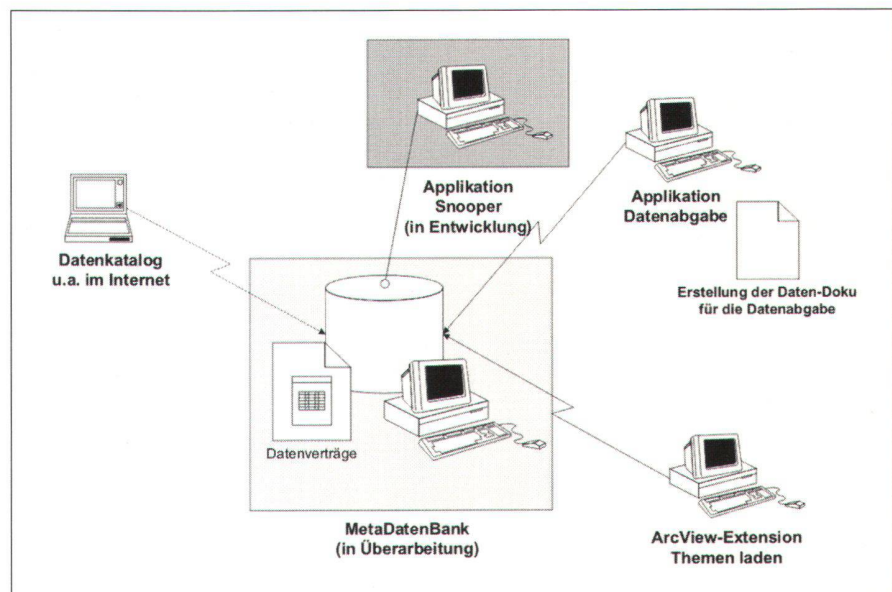 Applikation
Snooper
(in Entwicklung)
Applikation
Datenabgabe
Datenkatalog
u.a. im Internet
Erstellung der Daten-Doku
für die Datenabgabe
Datenverträge
MetaDatenBank
(in Überarbeitung)
ArcView-Extension
Themen laden